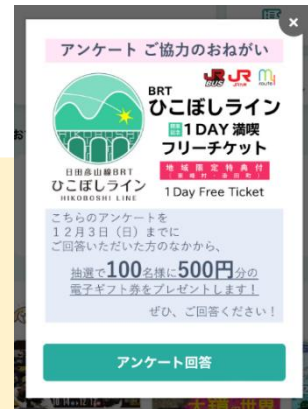 アンケート ご協力のおねがい
JR BUS JR my route
BRT
ひこぼしライン
1DAY 満喫
フリーチケット
地域限定特典付
1 Day Free Ticket
日田彦山線BRT
ひこぼしライン
HIKOBOSHI LINE
こちらのアンケートを
12月3日（日）までに
ご回答いただいた方のなかから、
抽選で100名様に500円分の
電子ギフト券をプレゼントします！
ぜひ、ご回答ください！
アンケート回答